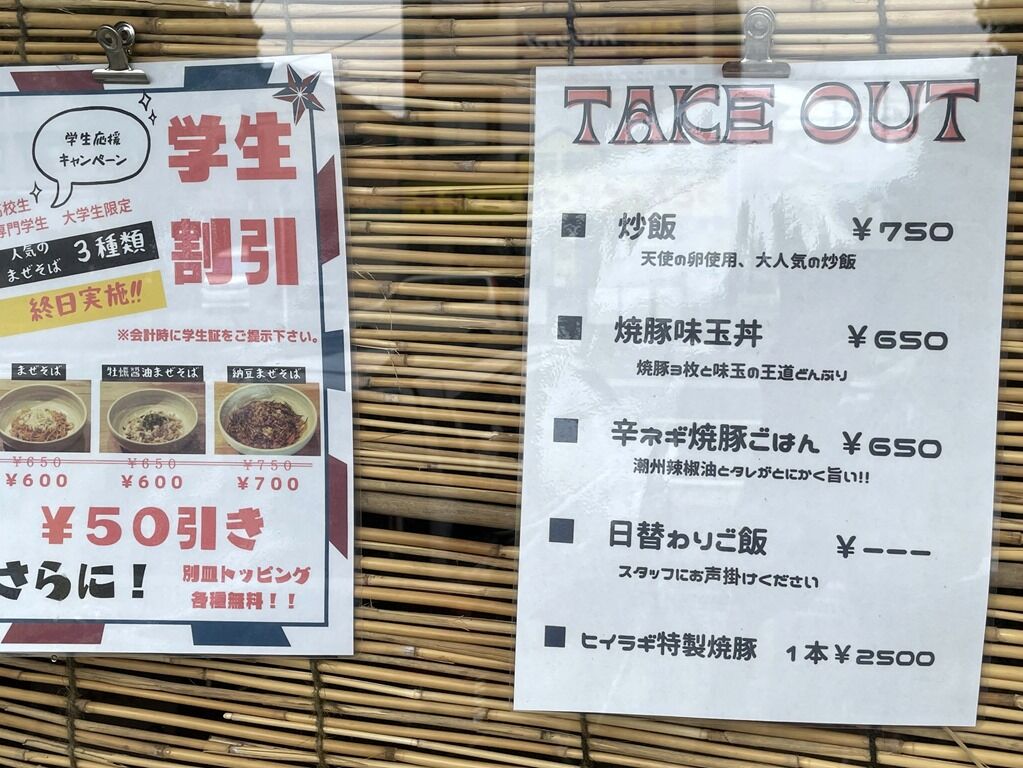 学生応援
キャンペーン
学生
割引
高校生
専門学生 大学生限定
人気の
まぜそば
3種類
終日実施!!
※会計時に学生証をご提示下さい。
まぜそば
牡蠣醤油まぜそば
納豆まぜそば
¥650
¥600
¥650
¥600
¥750
¥700
¥50引き
さらに!
別皿トッピング
各種無料!!
TAKE OUT
■ 炒飯 ¥750
天使の卵使用、大人気の炒飯
■ 焼豚味玉丼 ¥650
焼豚ヨ枚と味玉の王道どんぶり
■ 辛ネギ焼豚ごはん ¥650
潮州辣椒油とタレがとにかく旨い!!
■ 日替わりご飯 ¥---
スタッフにお声掛けください
■ ヒイラギ特製焼豚 1本¥2500